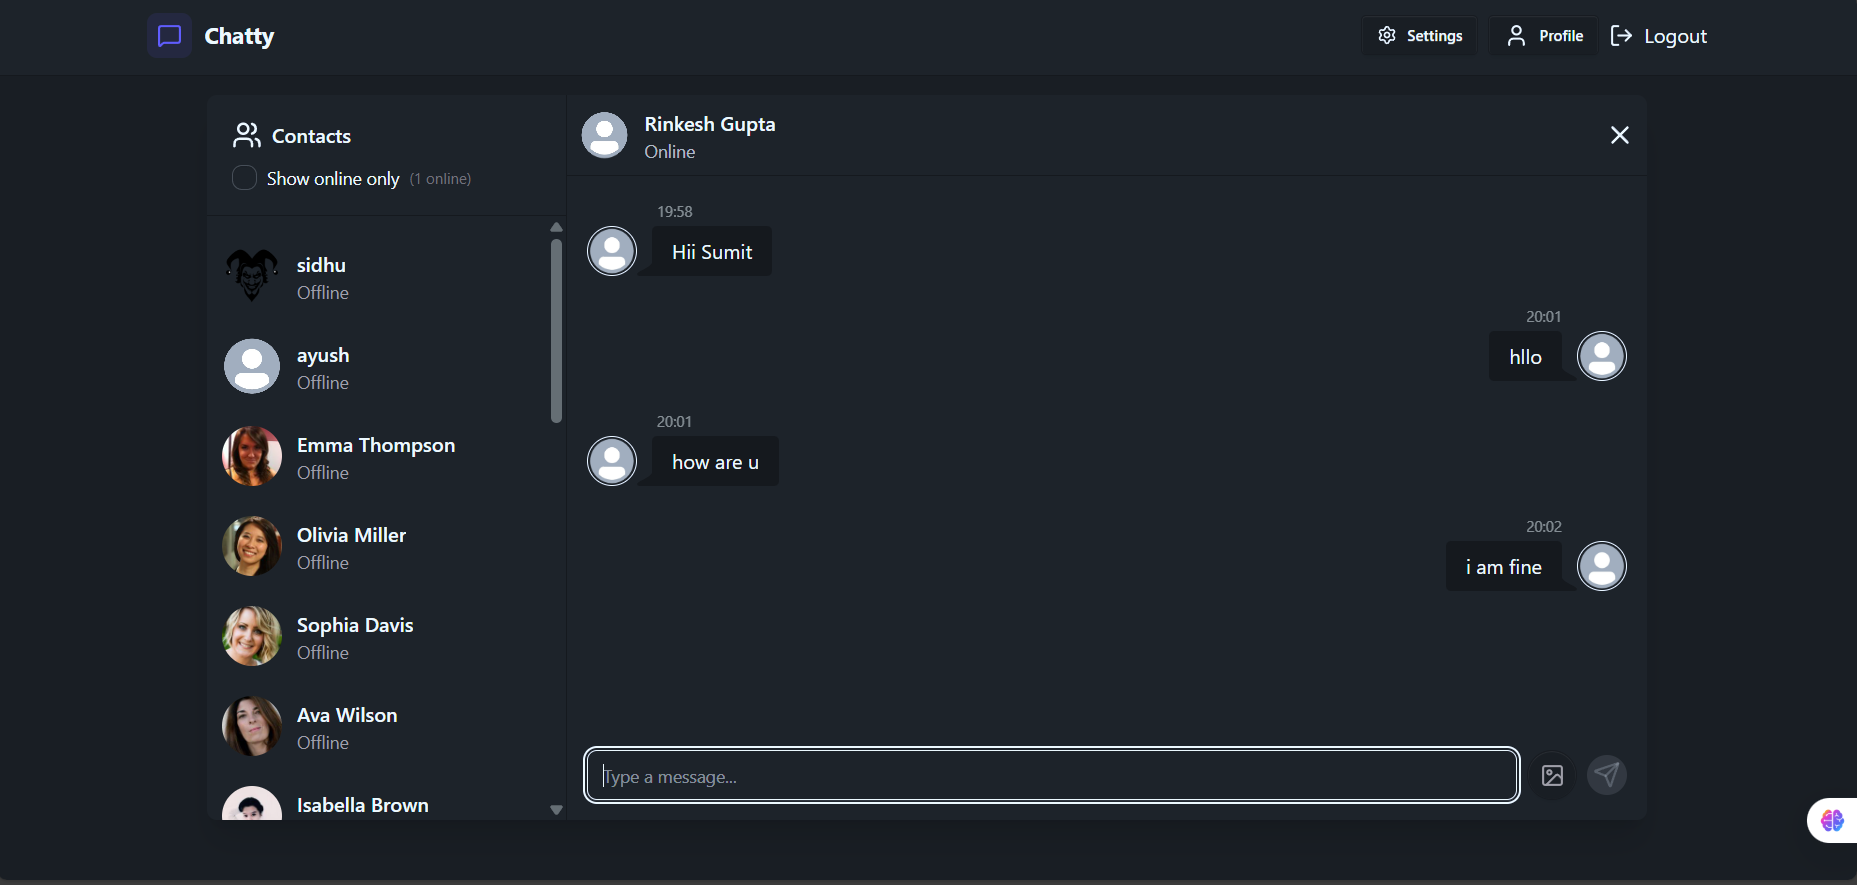 Chatty
Settings
Profile
Logout
Contacts
Show online only (1 online)
sidhu
Offline
ayush
Offline
Emma Thompson
Offline
Olivia Miller
Offline
Sophia Davis
Offline
Ava Wilson
Offline
Isabella Brown
Rinkesh Gupta
Online
19:58
Hii Sumit
20:01
hllo
20:01
how are u
20:02
i am fine
Type a message...